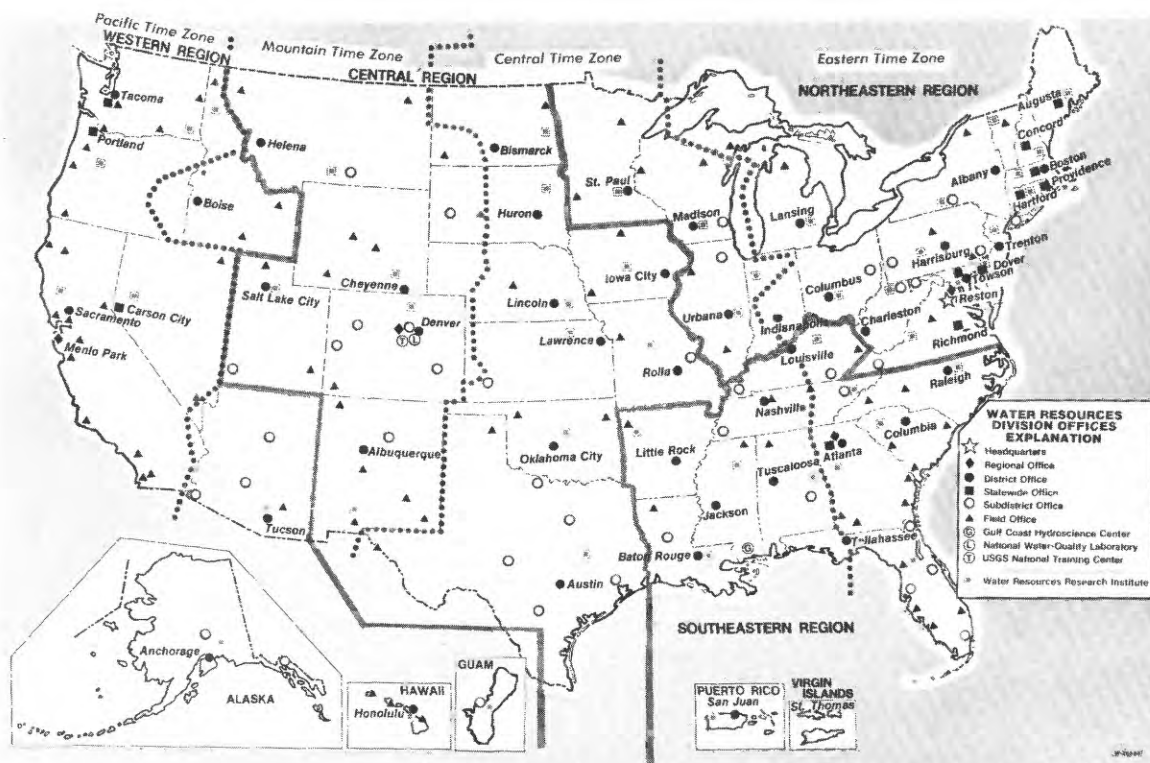 Pacific Time Zone
WESTERN REGION
Mountain Time Zone
CENTRAL REGION
Central Time Zone
Eastern Time Zone
NORTHEASTERN REGION
Tacoma
Portland
Helena
Bismarck
St. Paul
Augusta
Concord
Boston
Providence
Albany
Hartford
Boise
Huron
Madison
Lansing
Harrisburg
Trenton
Dover
Towson
Reston
Cheyenne
Iowa City
Columbus
Salt Lake City
Lincoln
Carson City
Sacramento
Denver
T L
Urbana
Indianapolis
Charleston
Richmond
Menlo Park
Lawrence
Louisville
Rolla
Raleigh
Nashville
Columbia
Albuquerque
Oklahoma City
Little Rock
Tuscaloosa
Atlanta
Tucson
Jackson
Tallahassee
Baton Rouge
G
Austin
SOUTHEASTERN REGION
WATER RESOURCES
DIVISION OFFICES
EXPLANATION
Headquarters
Regional Office
District Office
Statewide Office
Subdistrict Office
Field Office
G Gulf Coast Hydroscience Center
L National Water-Quality Laboratory
T USGS National Training Center
Water Resources Research Institute
Anchorage
ALASKA
HAWAII
Honolulu
GUAM
PUERTO RICO
San Juan
VIRGIN
ISLANDS
St. Thomas